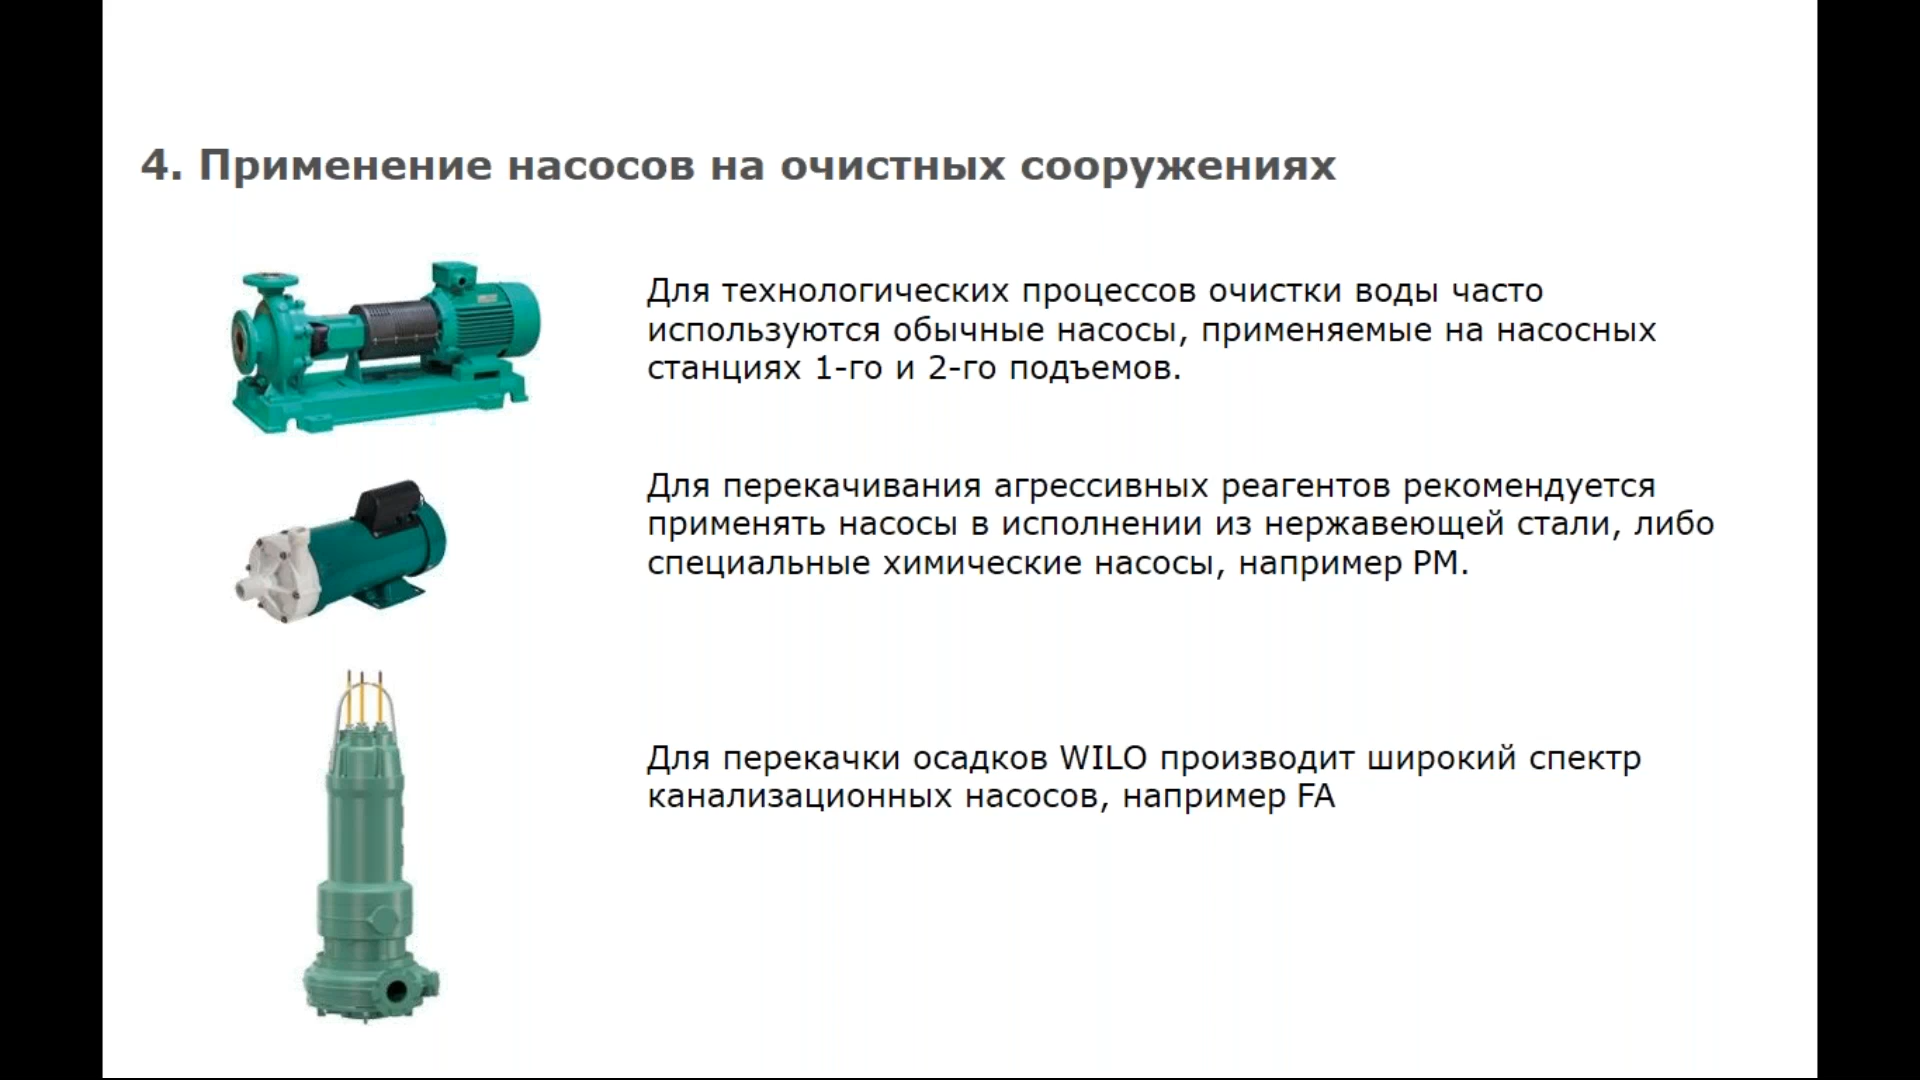 4. Применение насосов на очистных сооружениях
Для технологических процессов очистки воды часто
используются обычные насосы, применяемые на насосных
станциях 1-го и 2-го подъемов.
Для перекачивания агрессивных реагентов рекомендуется
применять насосы в исполнении из нержавеющей стали, либо
специальные химические насосы, например PM.
Для перекачки осадков WILO производит широкий спектр
канализационных насосов, например FA